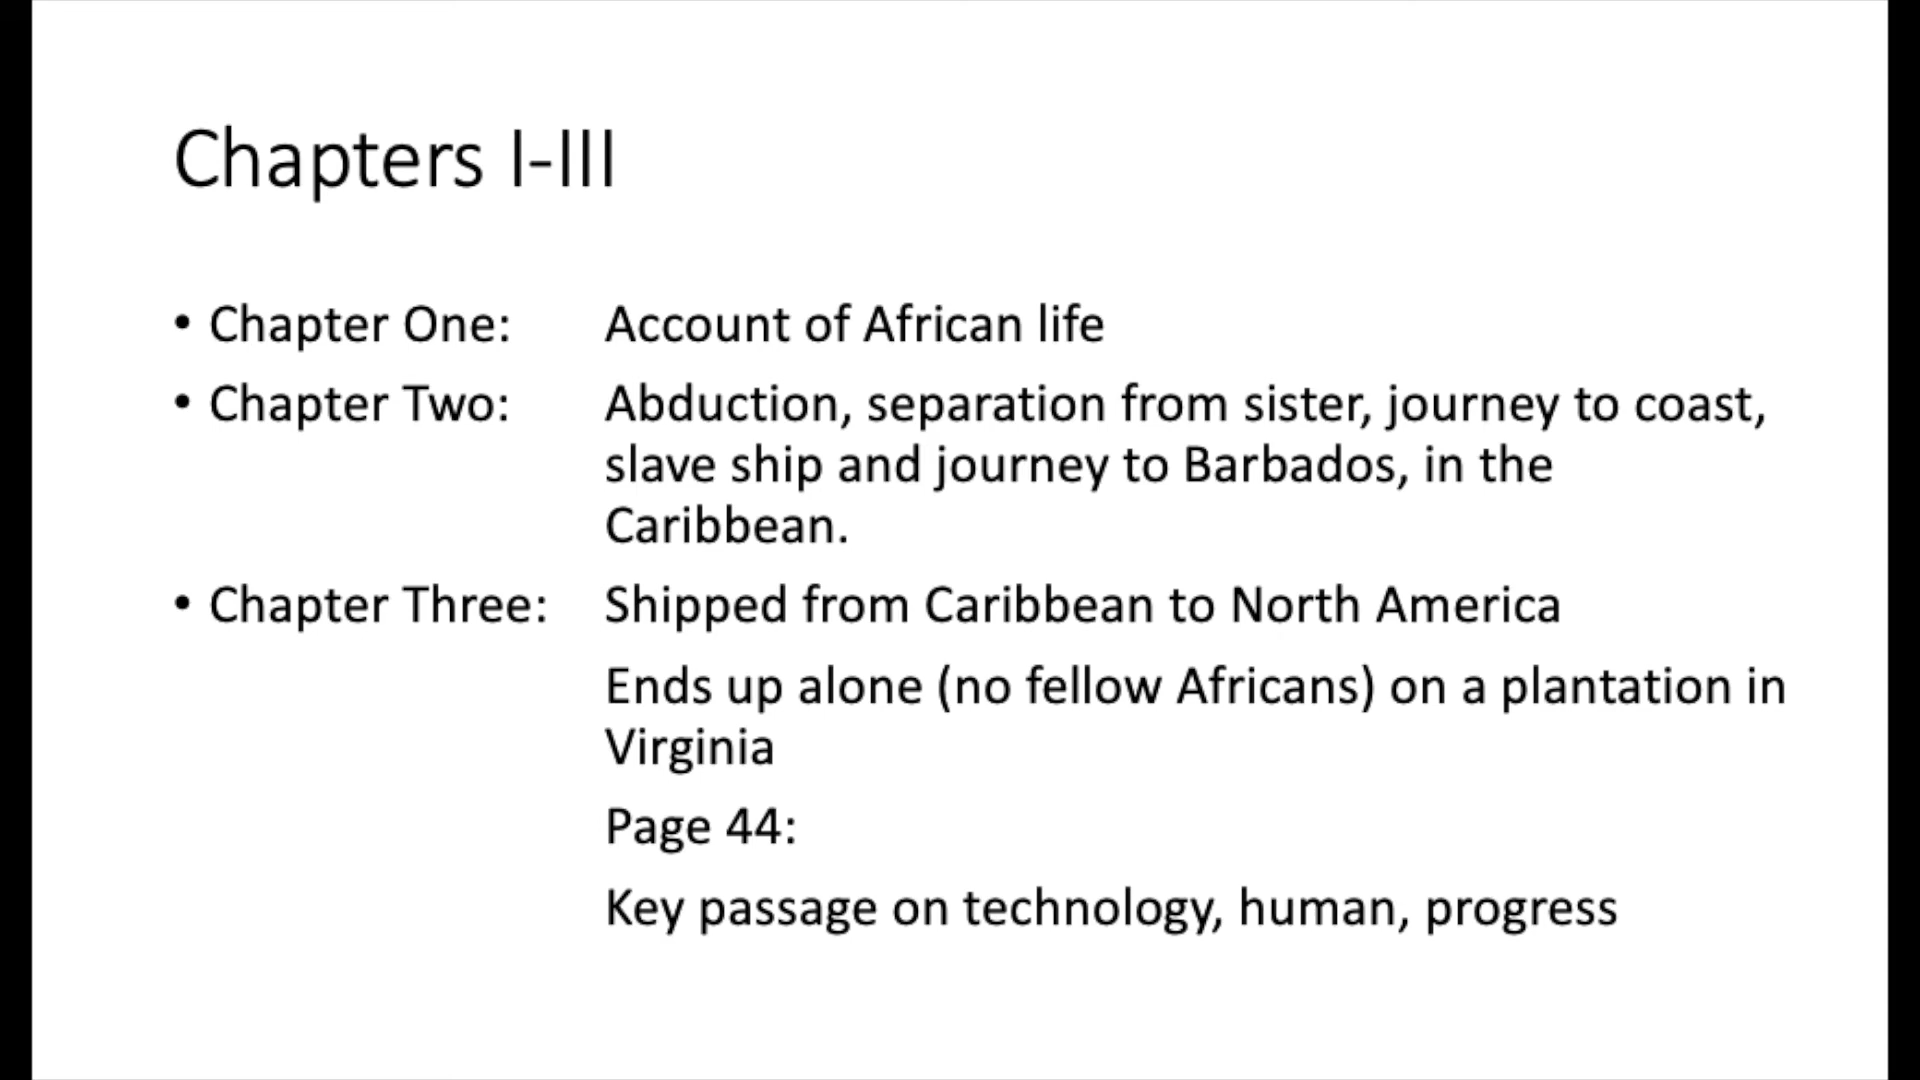 Chapters I-III
• Chapter One: Account of African life
• Chapter Two: Abduction, separation from sister, journey to coast,
slave ship and journey to Barbados, in the
Caribbean.
• Chapter Three: Shipped from Caribbean to North America
Ends up alone (no fellow Africans) on a plantation in
Virginia
Page 44:
Key passage on technology, human, progress